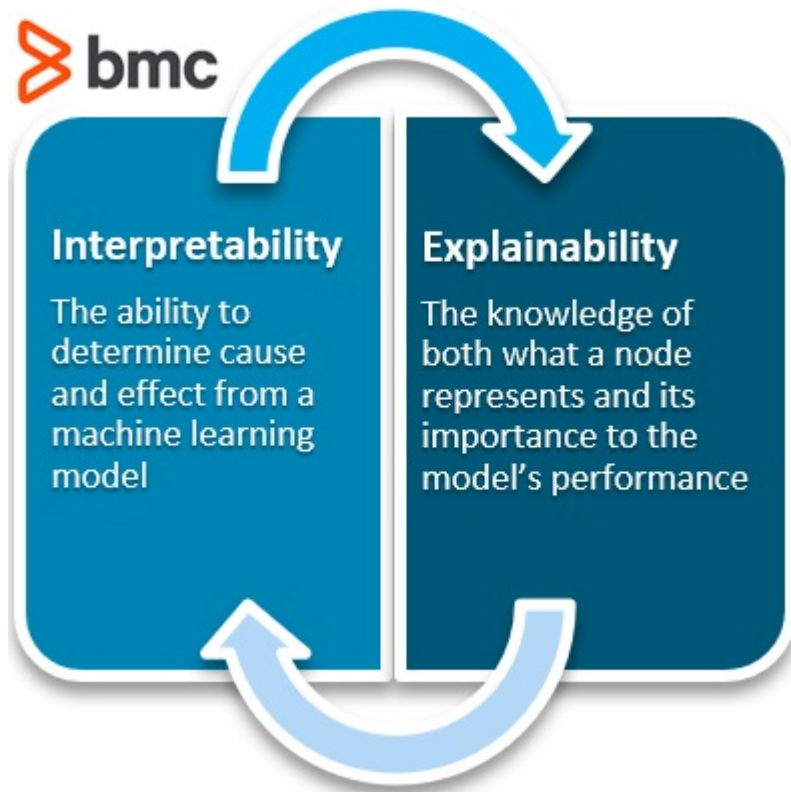 bmc
Interpretability
The ability to
determine cause
and effect from a
machine learning
model
Explainability
The knowledge of
both what a node
represents and its
importance to the
model’s performance